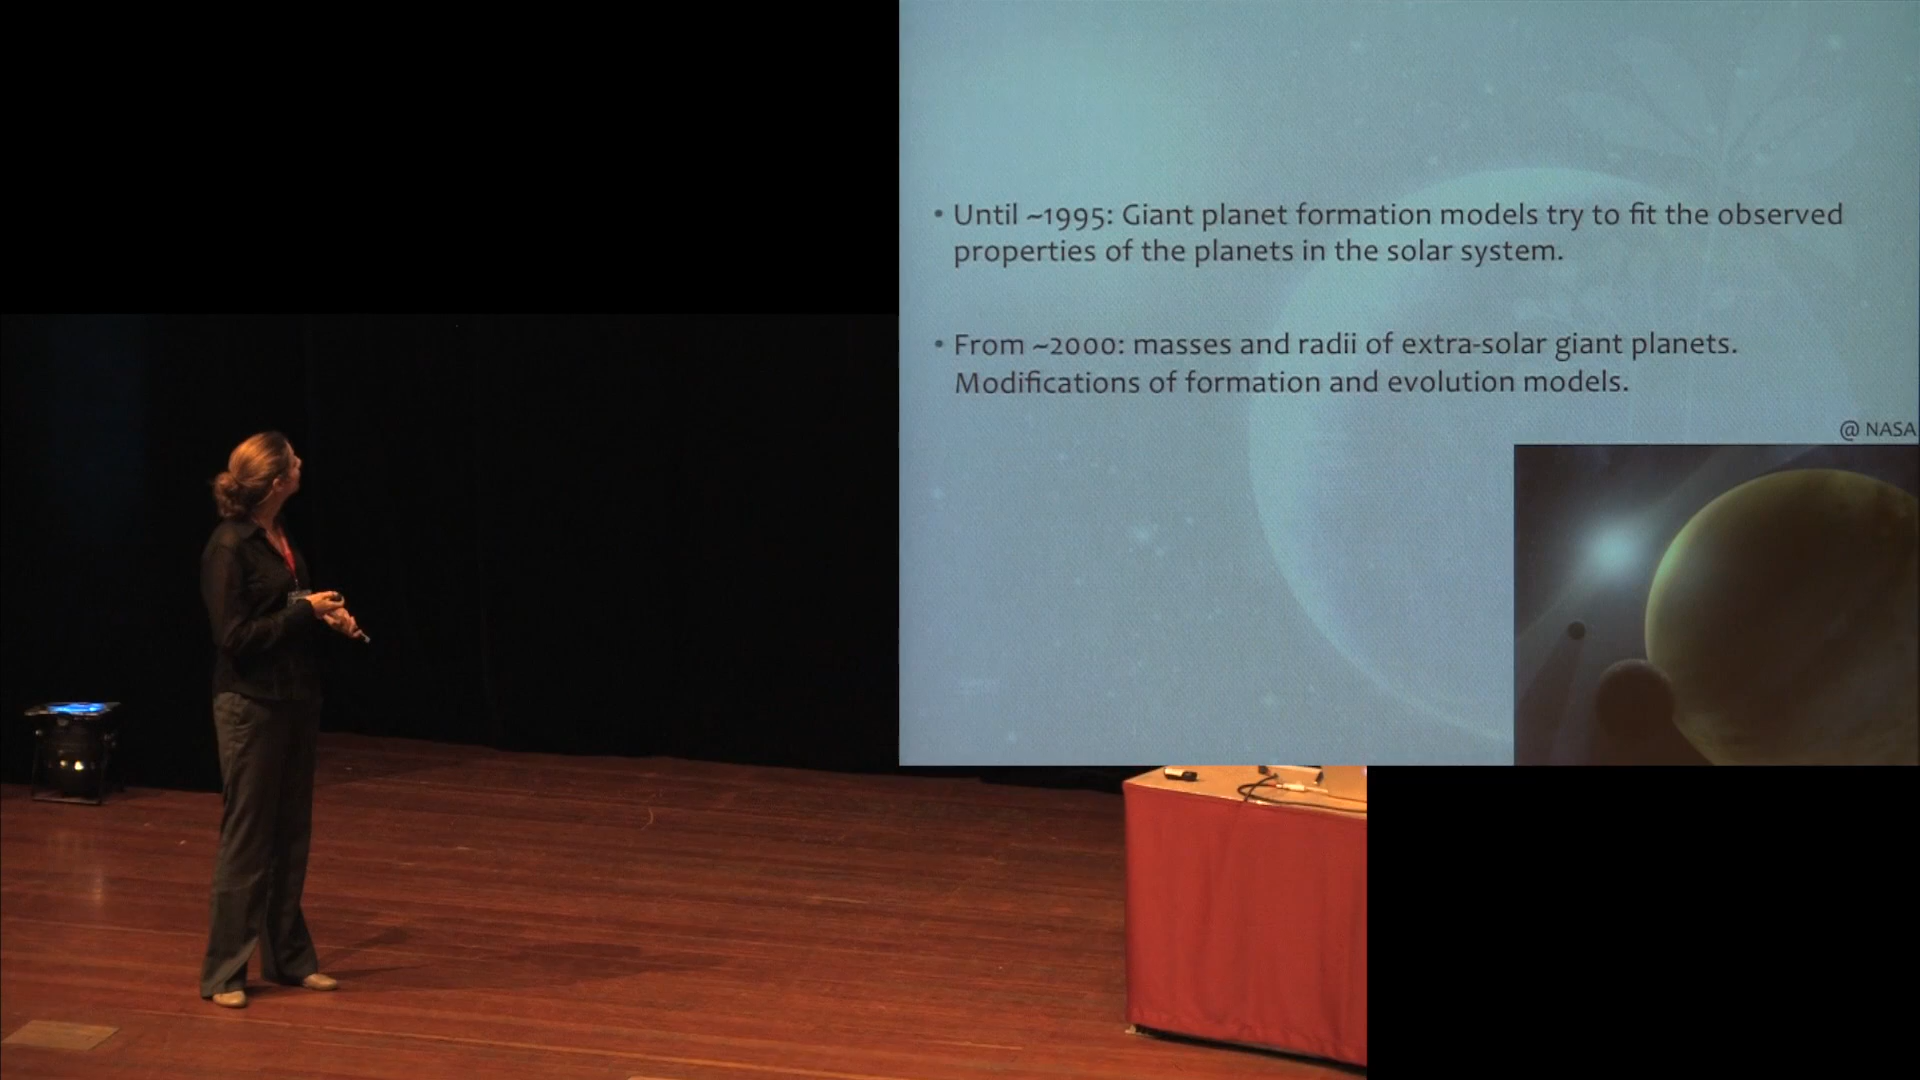 • Until ~1995: Giant planet formation models try to fit the observed
properties of the planets in the solar system.
• From ~2000: masses and radii of extra-solar giant planets.
Modifications of formation and evolution models.
@ NASA